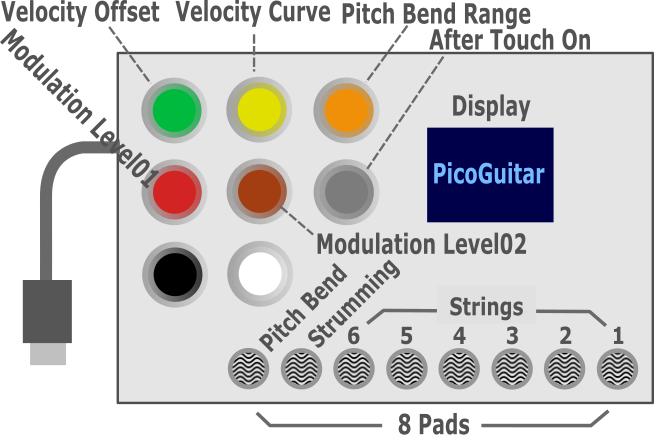 Velocity Offset
Velocity Curve
Pitch Bend Range
After Touch On
Modulation Level01
Display
PicoGuitar
Modulation Level02
Pitch Bend
Strumming
Strings
6 5 4 3 2 1
8 Pads